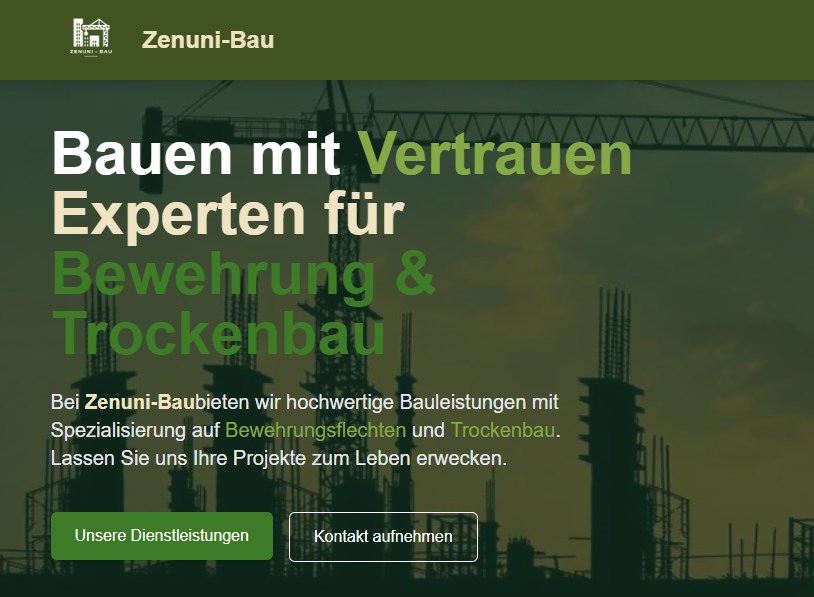 ZENUNI - BAU
Zenuni-Bau
Bauen mit Vertrauen
Experten für
Bewehrung &
Trockenbau
Bei Zenuni-Baubieten wir hochwertige Bauleistungen mit
Spezialisierung auf Bewehrungsflechten und Trockenbau.
Lassen Sie uns Ihre Projekte zum Leben erwecken.
Unsere Dienstleistungen
Kontakt aufnehmen